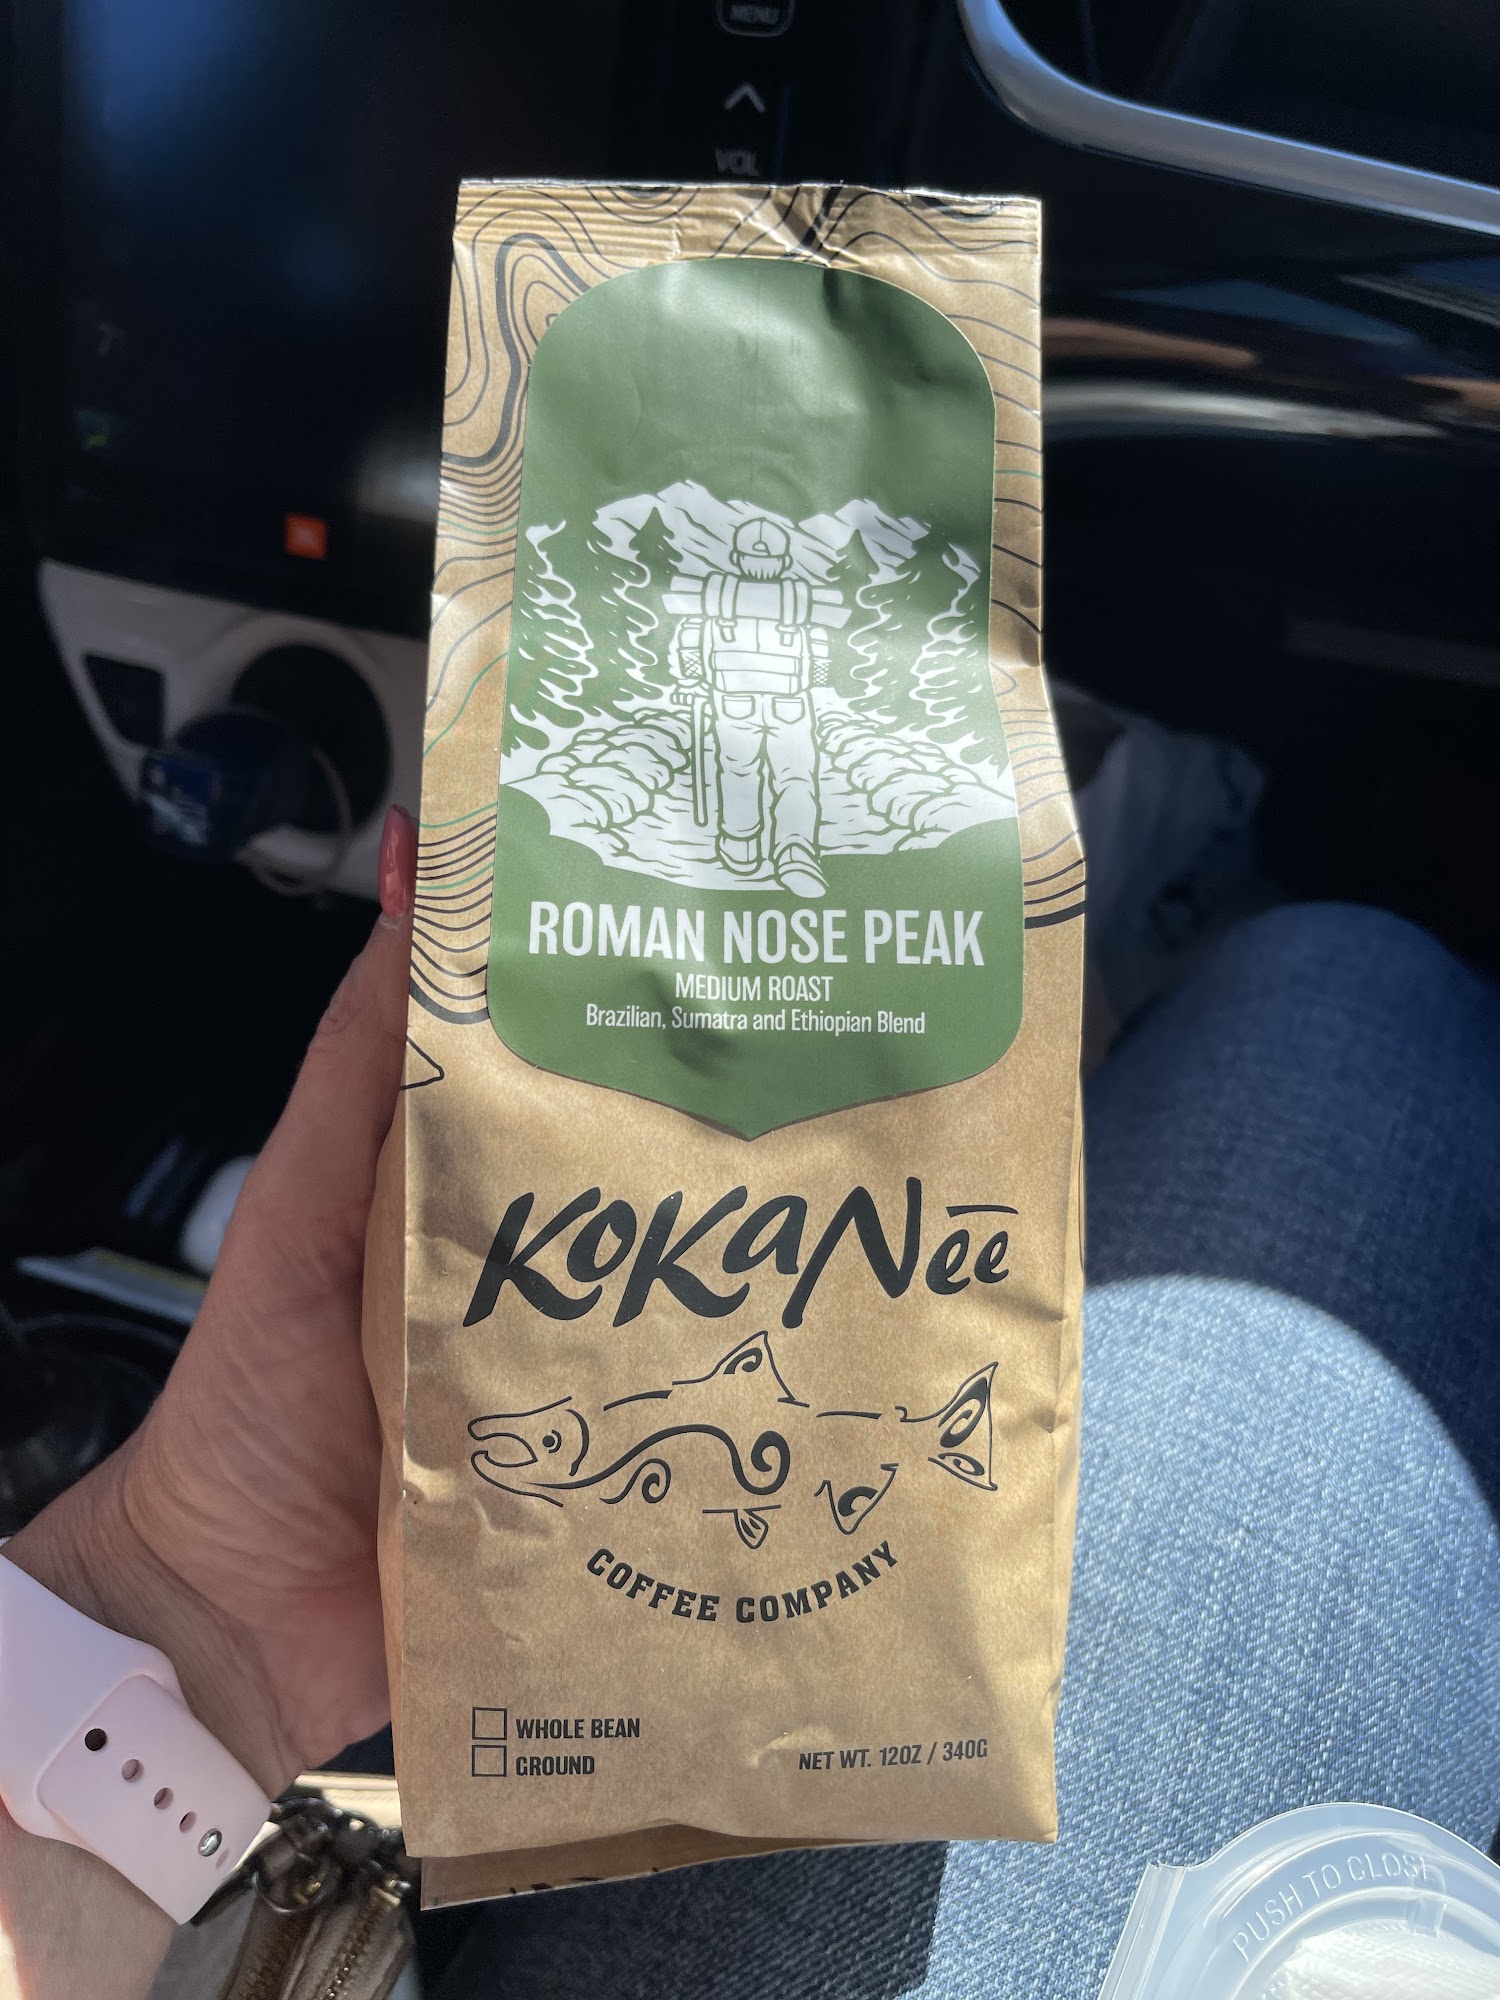 MENU
VOL
ROMAN NOSE PEAK
MEDIUM ROAST
Brazilian, Sumatra and Ethiopian Blend
KOKANee
COFFEE COMPANY
WHOLE BEAN
GROUND
NET WT. 12OZ / 340G
PUSH TO CLOSE